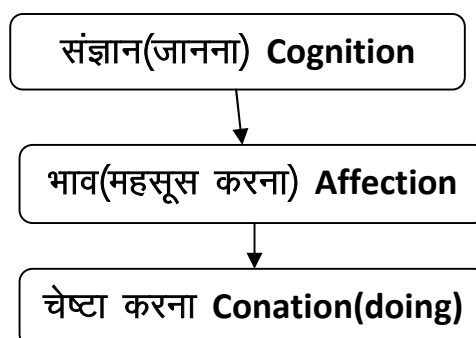 संज्ञान(जानना) Cognition
भाव(महसूस करना) Affection
चेष्टा करना Conation(doing)